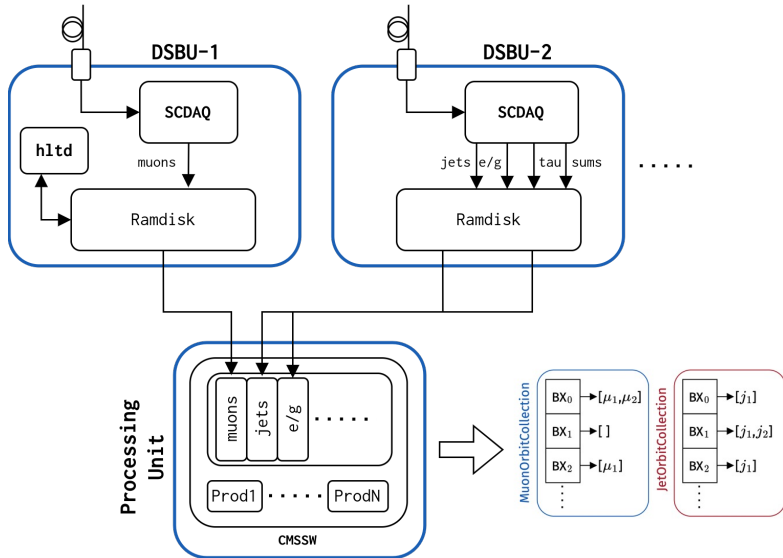 DSBU-1
DSBU-2
SCDAQ
SCDAQ
hltd
muons
jets
e/g
tau
sums
.....
Ramdisk
Ramdisk
Processing
Unit
muons
jets
e/g
.....
Prod1
.....
ProdN
CMSSW
MuonOrbitCollection
BX₀
[μ₁,μ₂]
BX₁
[ ]
BX₂
[μ₁]
JetOrbitCollection
BX₀
[j₁]
BX₁
[j₁,j₂]
BX₂
[j₁]